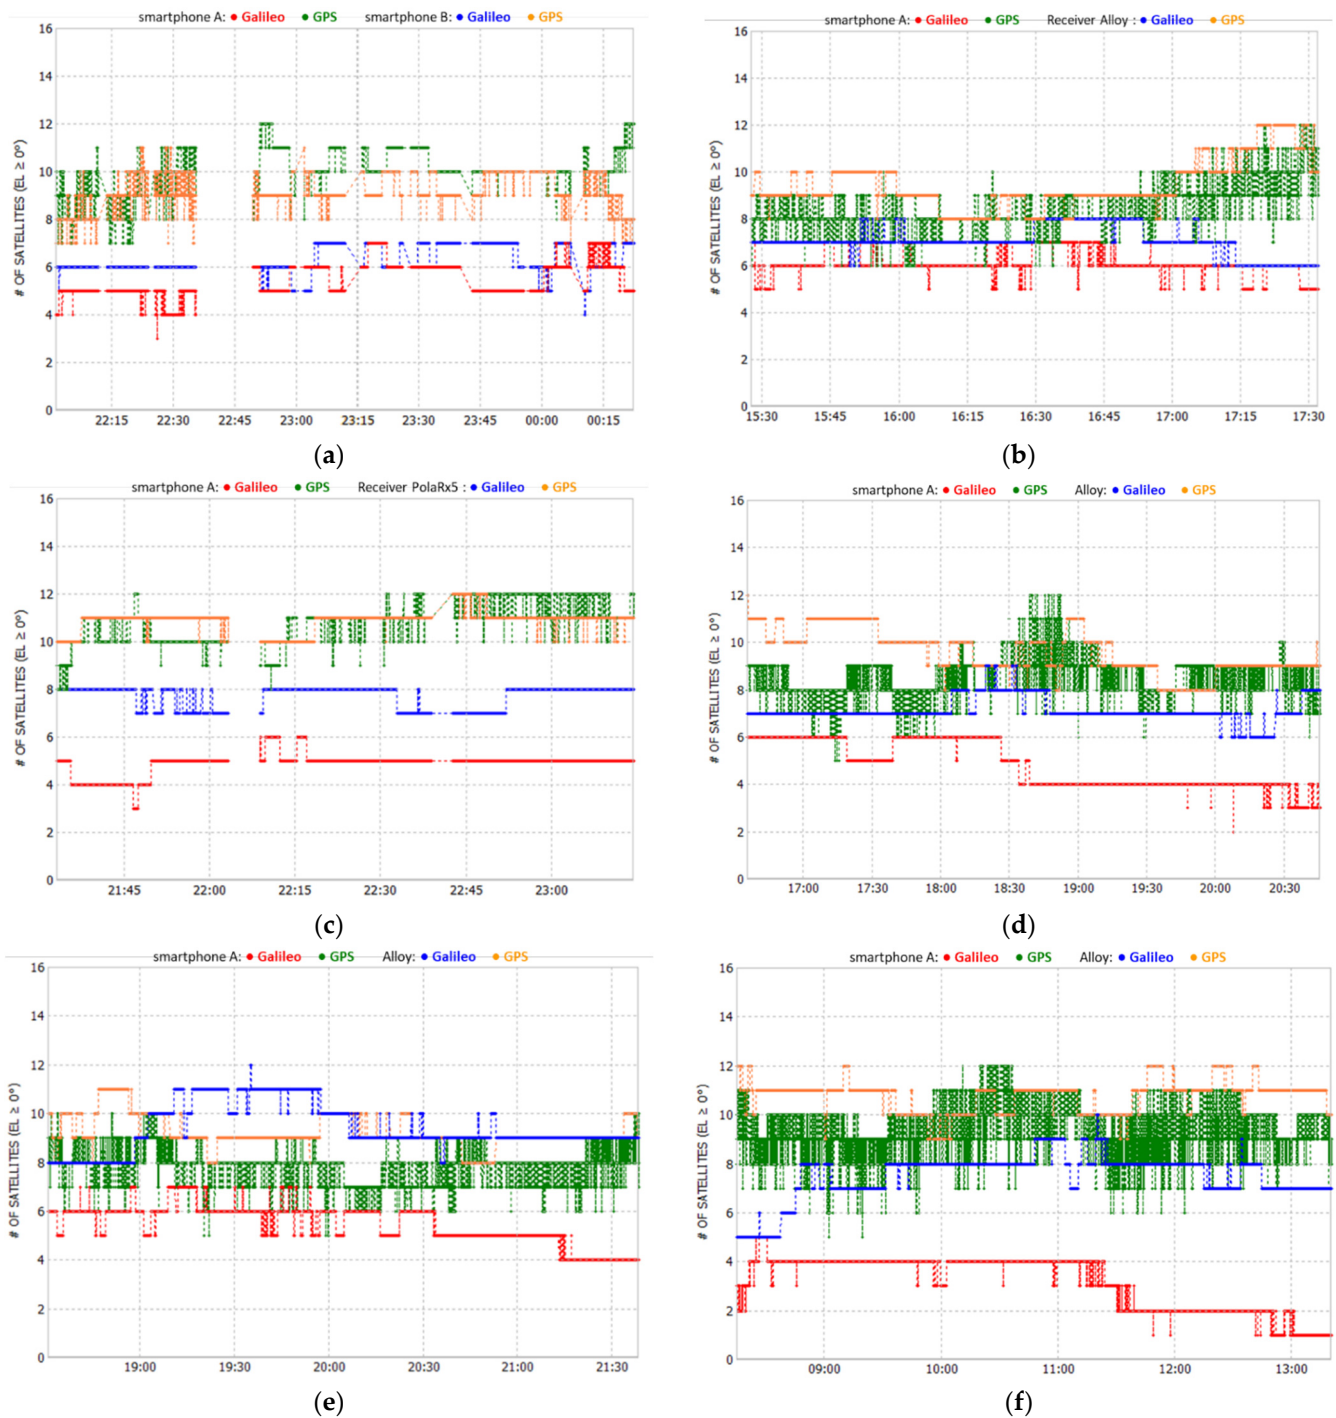 smartphone A: • Galileo • GPS smartphone B: • Galileo • GPS
# OF SATELLITES (EL ≥ 0°)
16
14
12
10
8
6
4
2
0
22:15 22:30 22:45 23:00 23:15 23:30 23:45 00:00 00:15
(a)
smartphone A: • Galileo • GPS Receiver Alloy : • Galileo • GPS
# OF SATELLITES (EL ≥ 0°)
16
14
12
10
8
6
4
2
0
15:30 15:45 16:00 16:15 16:30 16:45 17:00 17:15 17:30
(b)
smartphone A: • Galileo • GPS Receiver PolaRx5 : • Galileo • GPS
# OF SATELLITES (EL ≥ 0°)
16
14
12
10
8
6
4
2
0
21:45 22:00 22:15 22:30 22:45 23:00
(c)
smartphone A: • Galileo • GPS Alloy: • Galileo • GPS
# OF SATELLITES (EL ≥ 0°)
16
14
12
10
8
6
4
2
0
17:00 17:30 18:00 18:30 19:00 19:30 20:00 20:30
(d)
smartphone A: • Galileo • GPS Alloy: • Galileo • GPS
# OF SATELLITES (EL ≥ 0°)
16
14
12
10
8
6
4
2
0
19:00 19:30 20:00 20:30 21:00 21:30
(e)
smartphone A: • Galileo • GPS Alloy: • Galileo • GPS
# OF SATELLITES (EL ≥ 0°)
16
14
12
10
8
6
4
2
0
09:00 10:00 11:00 12:00 13:00
(f)